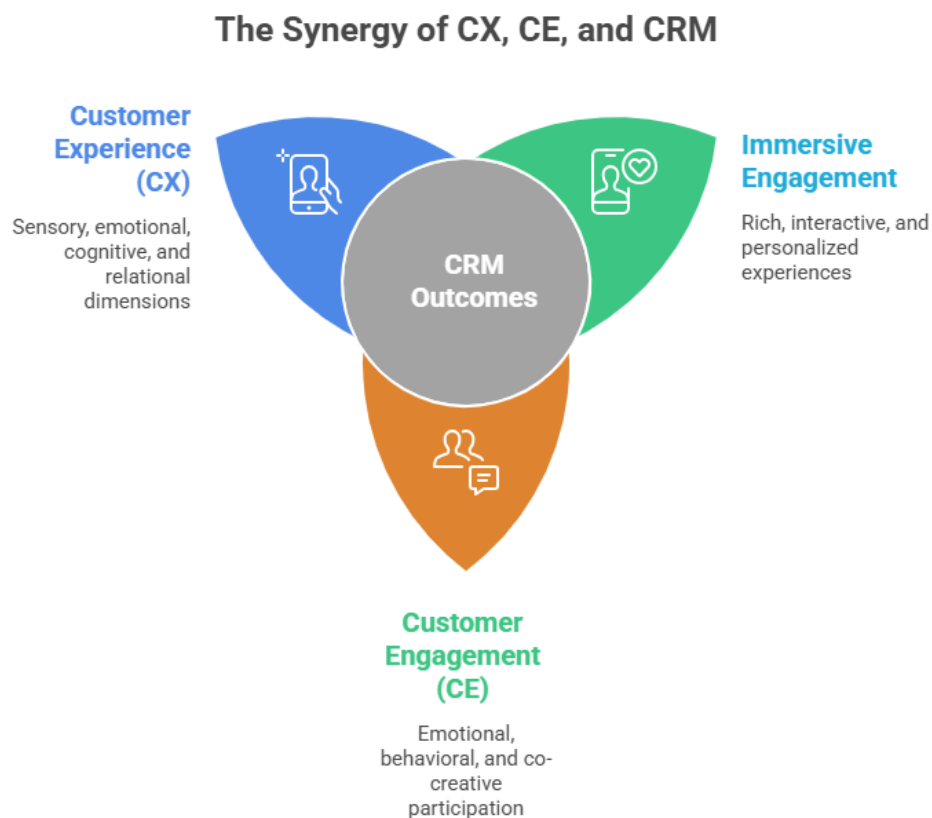 The Synergy of CX, CE, and CRM
Customer
Experience
(CX)
Sensory, emotional,
cognitive, and
relational
dimensions
Immersive
Engagement
Rich, interactive, and
personalized
experiences
CRM
Outcomes
Customer
Engagement
(CE)
Emotional,
behavioral, and co-
creative
participation